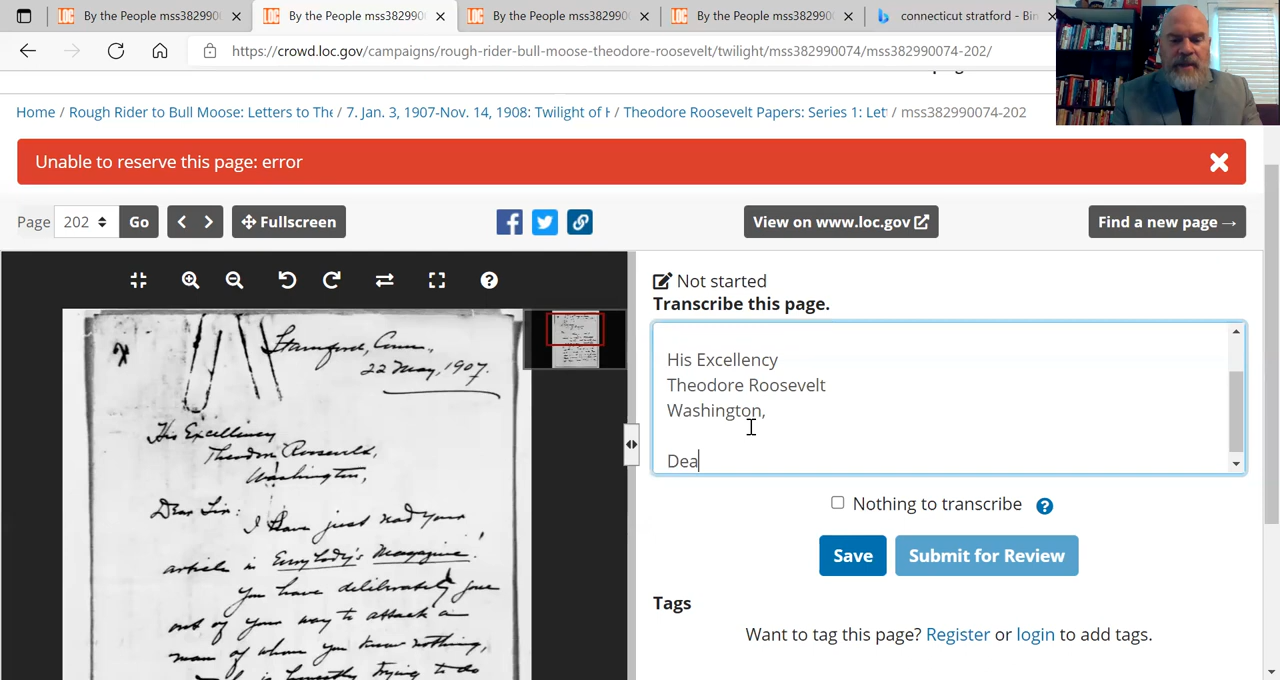 By the People mss382990
By the People mss382990
By the People mss38299
By the People mss38299
connecticut stratford - Bin
https://crowd.loc.gov/campaigns/rough-rider-bull-moose-theodore-roosevelt/twilight/mss382990074/mss382990074-202/
Home / Rough Rider to Bull Moose: Letters to The / 7. Jan. 3, 1907-Nov. 14, 1908: Twilight of H / Theodore Roosevelt Papers: Series 1: Let / mss382990074-202
Unable to reserve this page: error
Page 202 Go Fullscreen View on www.loc.gov Find a new page →
Stamford, Conn.,
22 May, 1907.
His Excellency
Theodore Roosevelt,
Washington,
Dear Sir:
I have just read your
article in Everybody's Magazine!
You have deliberately gone
out of your way to attack a
man of whom you know nothing,
is honestly trying to do
Not started
Transcribe this page.
His Excellency
Theodore Roosevelt
Washington,
Dea
Nothing to transcribe
Save Submit for Review
Tags
Want to tag this page? Register or login to add tags.